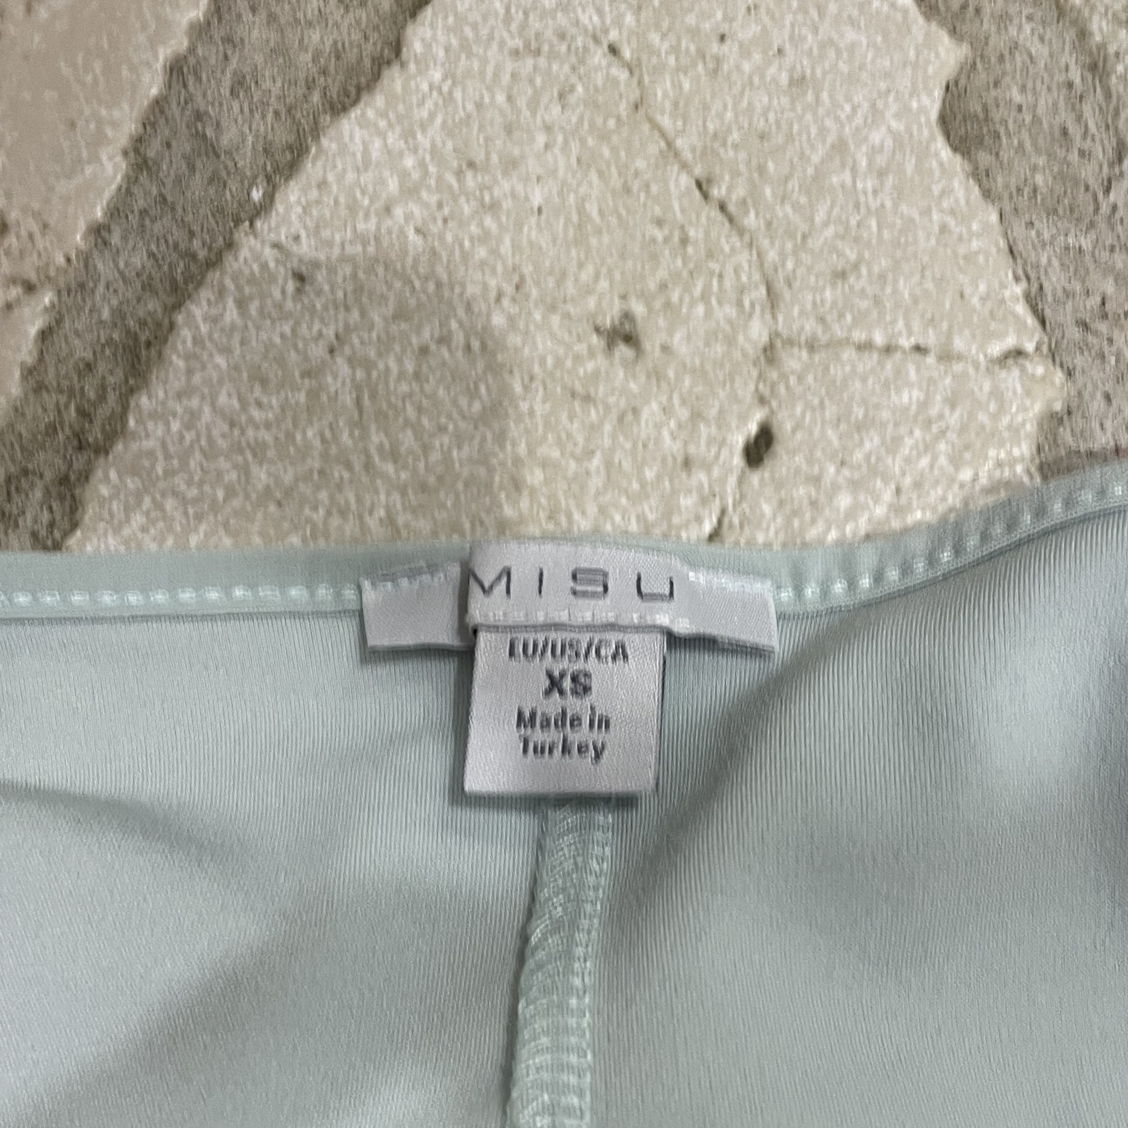 MISU
EU/US/CA
XS
Made in
Turkey